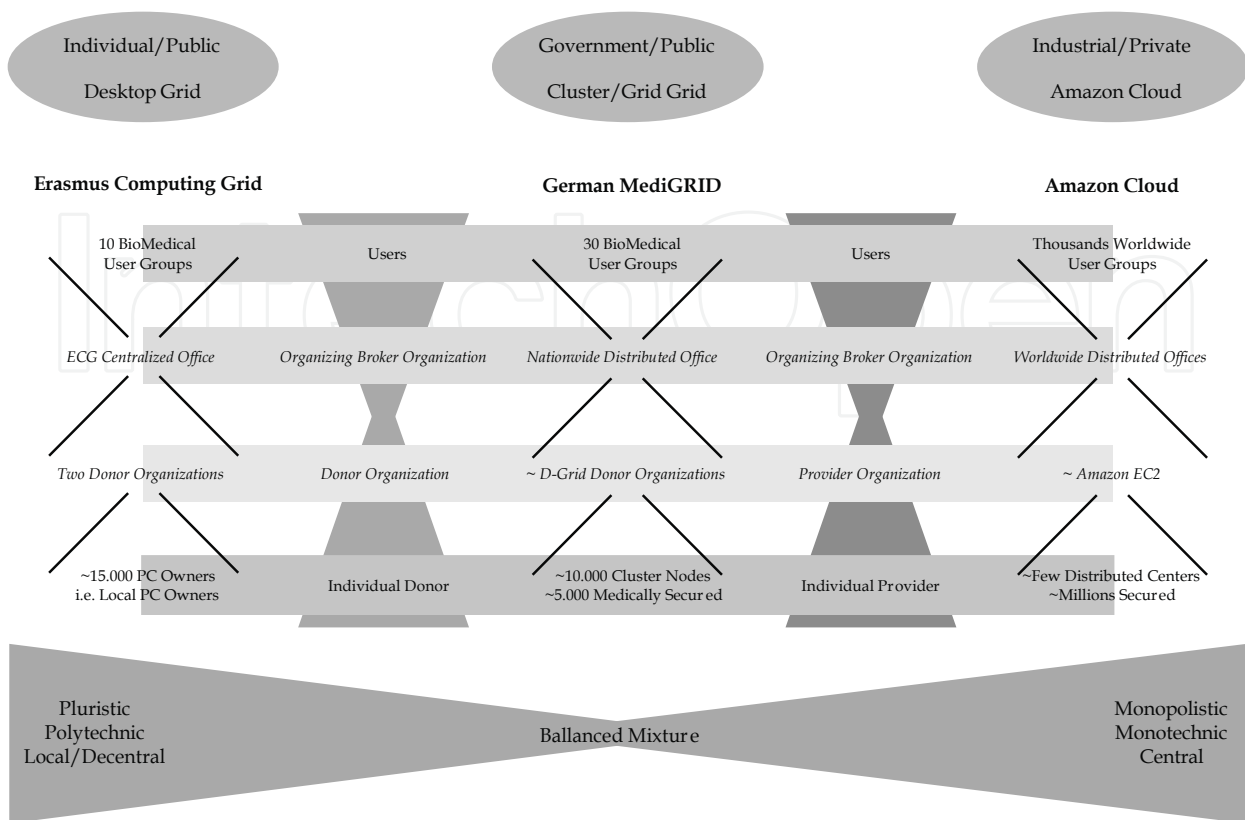 Individual/Public
Desktop Grid
Government/Public
Cluster/Grid Grid
Industrial/Private
Amazon Cloud
Erasmus Computing Grid
German MediGRID
Amazon Cloud
10 BioMedical
User Groups
Users
30 BioMedical
User Groups
Users
Thousands Worldwide
User Groups
ECG Centralized Office
Organizing Broker Organization
Nationwide Distributed Office
Organizing Broker Organization
Worldwide Distributed Offices
Two Donor Organizations
Donor Organization
~ D-Grid Donor Organizations
Provider Organization
~ Amazon EC2
~15.000 PC Owners
i.e. Local PC Owners
Individual Donor
~10.000 Cluster Nodes
~5.000 Medically Secured
Individual Provider
~Few Distributed Centers
~Millions Secured
Pluristic
Polytechnic
Local/Decentral
Ballanced Mixture
Monopolistic
Monotechnic
Central
IntechOpen